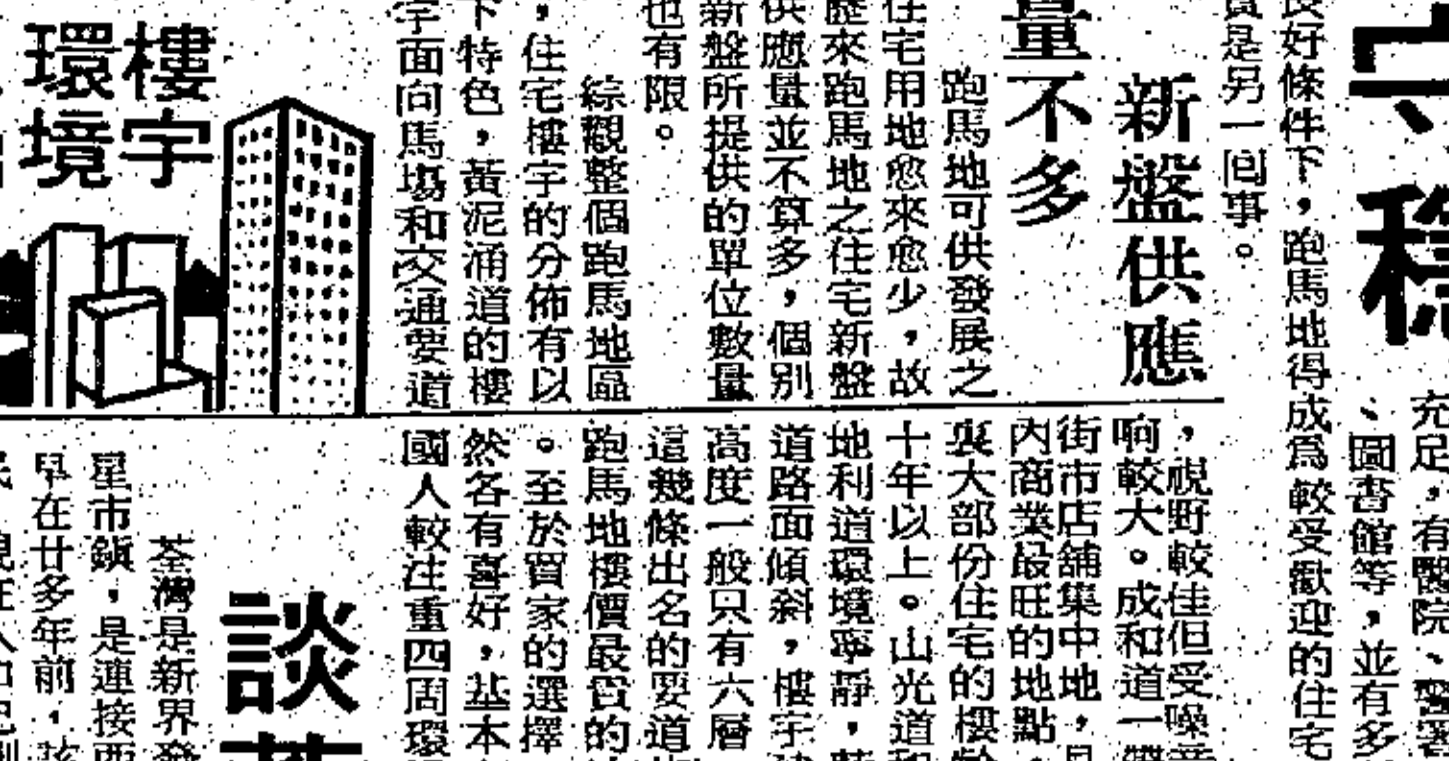 充足，有醫院、警署
、圖書館等，並有多
良好條件下，跑馬地得成爲較受歡迎的住宅
是另一回事。
穩
新盤供應
量不多
跑馬地可供發展之
住宅用地愈來愈少，故
歷來跑馬地之住宅新盤
供應量並不算多，個別
新盤所提供的單位數量
也有限。
綜觀整個跑馬地區
，住宅樓宇的分佈有以
下特色，黃泥涌道的樓
宇面向馬場和交通要道
，視野較佳但受噪音
响較大。成和道一帶
街市店舖集中地，是
內商業最旺的地點，
裏大部份住宅的樓齡
十年以上。山光道和
地利道環境寧靜，
道路面傾斜，樓宇
高度一般只有六層
這幾條出名的要道
跑馬地樓價最貴的
。至於買家的選擇
然各有喜好，基本
國人較注重四周環
樓宇
環境
談
荃灣是新界發
星市鎮，是連接西
早在廿多年前，